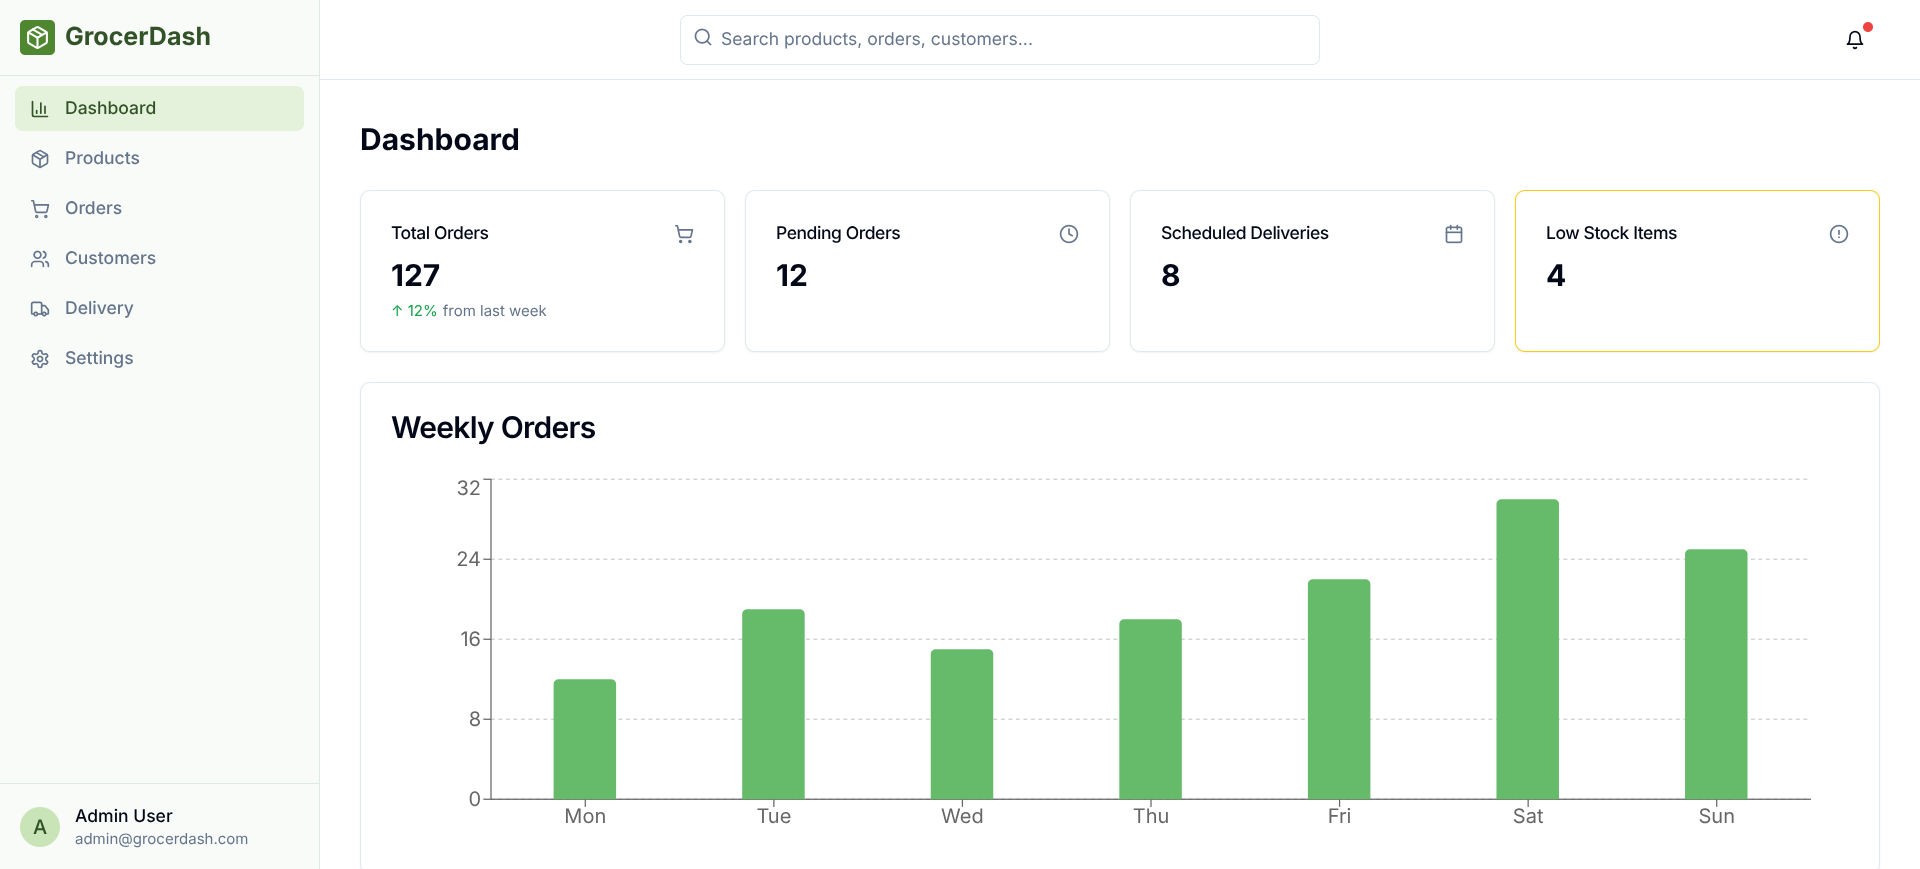 GrocerDash
Search products, orders, customers...
Dashboard
Products
Orders
Customers
Delivery
Settings
Admin User
A
admin@grocerdash.com
Dashboard
Total Orders
127
↑ 12% from last week
Pending Orders
12
Scheduled Deliveries
8
Low Stock Items
4
Weekly Orders
32
24
16
8
0
Mon Tue Wed Thu Fri Sat Sun